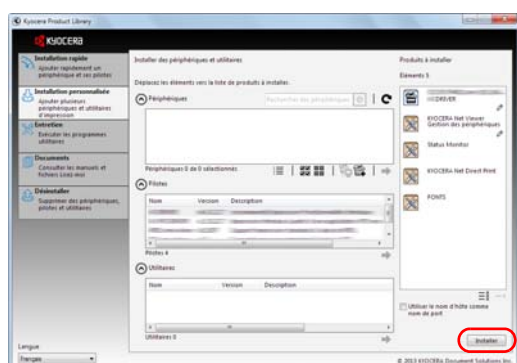 Kyocera Product Library
KYOCERA
Installation rapide
Ajouter rapidement un
périphérique et ses pilotes
Installation personnalisée
Ajouter plusieurs
périphériques et utilitaires
d'impression
Entretien
Exécuter les programmes
utilitaires
Documents
Consulter les manuels et
fichiers Lisez-moi
Désinstaller
Supprimer des périphériques,
pilotes et utilitaires
Langue
Français
Installer des périphériques et utilitaires
Déplacez les éléments vers la liste de produits à installer.
Périphériques
Rechercher des périphériques
Périphériques 0 de 0 sélectionnés
Pilotes
Nom Version Description
Pilotes 4
Utilitaires
Nom Version Description
Utilitaires 0
Produits à installer
Éléments 5
KYOCERA Net Viewer
Gestion des périphériques
Status Monitor
KYOCERA Net Direct Print
FONTS
Utiliser le nom d'hôte comme
nom de port
Installer
© 2013 KYOCERA Document Solutions Inc.